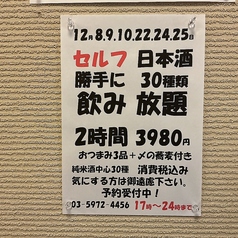 12月8.9.10.22.24.25日
セルフ 日本酒
勝手に 30種類
飲み 放題
2時間 3980円
おつまみ3品+〆の蕎麦付き
純米酒中心30種 消費税込み
気にする方は御遠慮下さい。
予約受付中!
03-5972-4456 17時〜24時まで